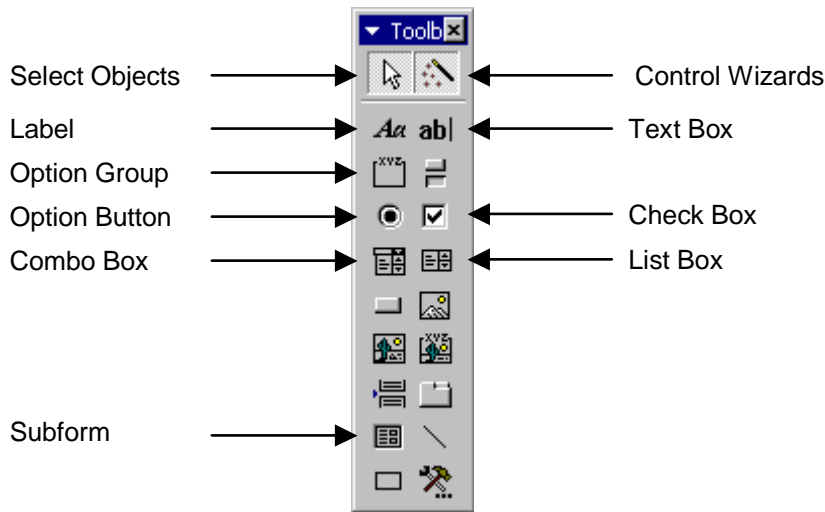 Toolb
Select Objects
Control Wizards
Label
Aa ab|
Text Box
Option Group
XYZ
Option Button
Check Box
Combo Box
List Box
XYZ
Subform